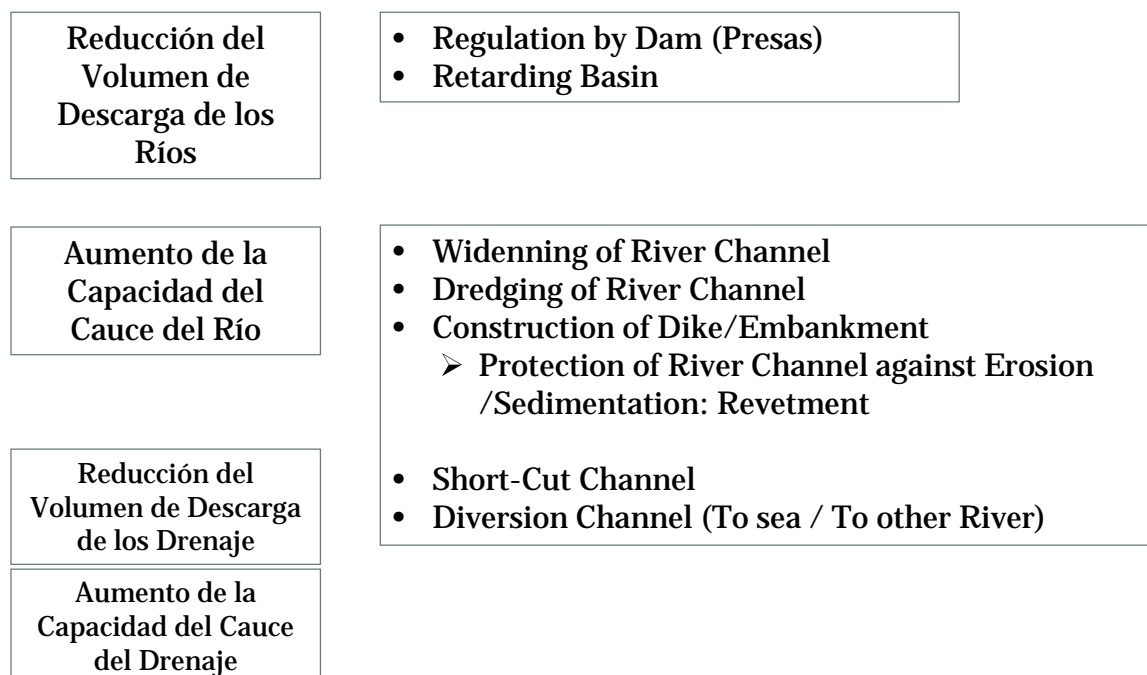 Reducción del
Volumen de
Descarga de los
Ríos
• Regulation by Dam (Presas)
• Retarding Basin
Aumento de la
Capacidad del
Cauce del Río
• Widenning of River Channel
• Dredging of River Channel
• Construction of Dike/Embankment
➢ Protection of River Channel against Erosion
/Sedimentation: Revetment
• Short-Cut Channel
• Diversion Channel (To sea / To other River)
Reducción del
Volumen de Descarga
de los Drenaje
Aumento de la
Capacidad del Cauce
del Drenaje